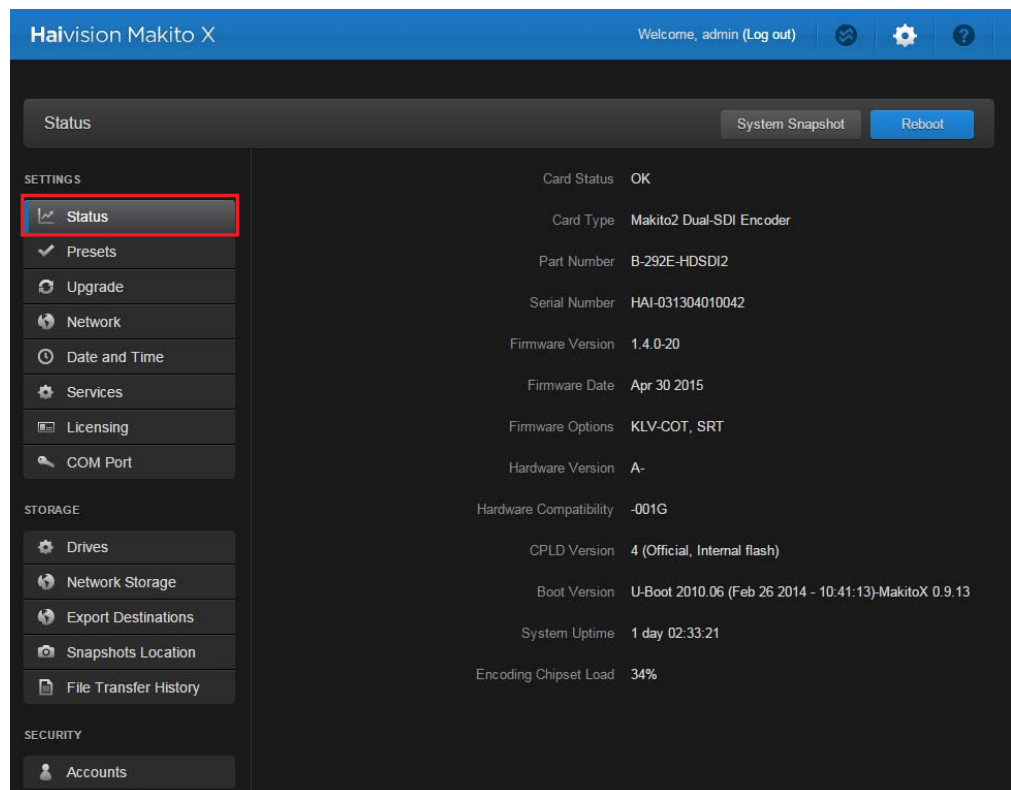 Haivision Makito X
Welcome, admin (Log out)
Status
System Snapshot
Reboot
SETTINGS
Status
Presets
Upgrade
Network
Date and Time
Services
Licensing
COM Port
STORAGE
Drives
Network Storage
Export Destinations
Snapshots Location
File Transfer History
SECURITY
Accounts
Card Status OK
Card Type Makito2 Dual-SDI Encoder
Part Number B-292E-HDSDI2
Serial Number HAI-031304010042
Firmware Version 1.4.0-20
Firmware Date Apr 30 2015
Firmware Options KLV-COT, SRT
Hardware Version A-
Hardware Compatibility -001G
CPLD Version 4 (Official, Internal flash)
Boot Version U-Boot 2010.06 (Feb 26 2014 - 10:41:13)-MakitoX 0.9.13
System Uptime 1 day 02:33:21
Encoding Chipset Load 34%